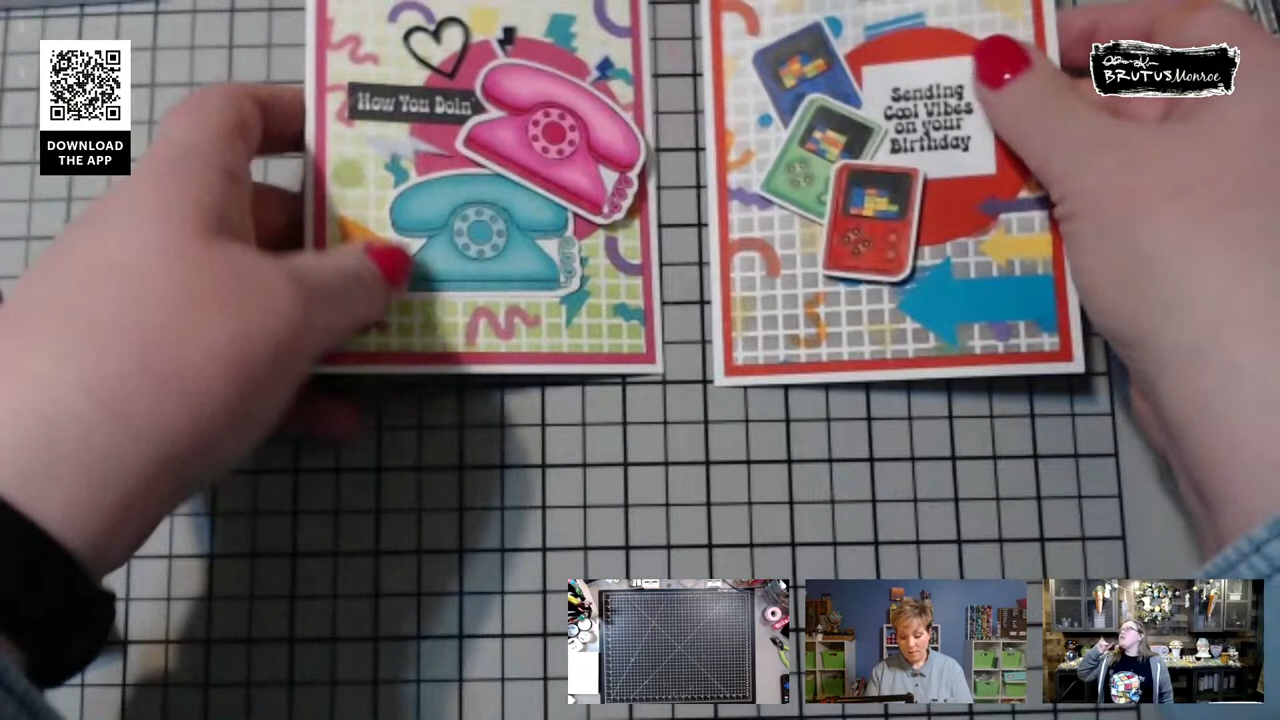 DOWNLOAD
THE APP
How You Doin'
Sending
Cool Vibes
on your
Birthday
BRUTUS Monroe